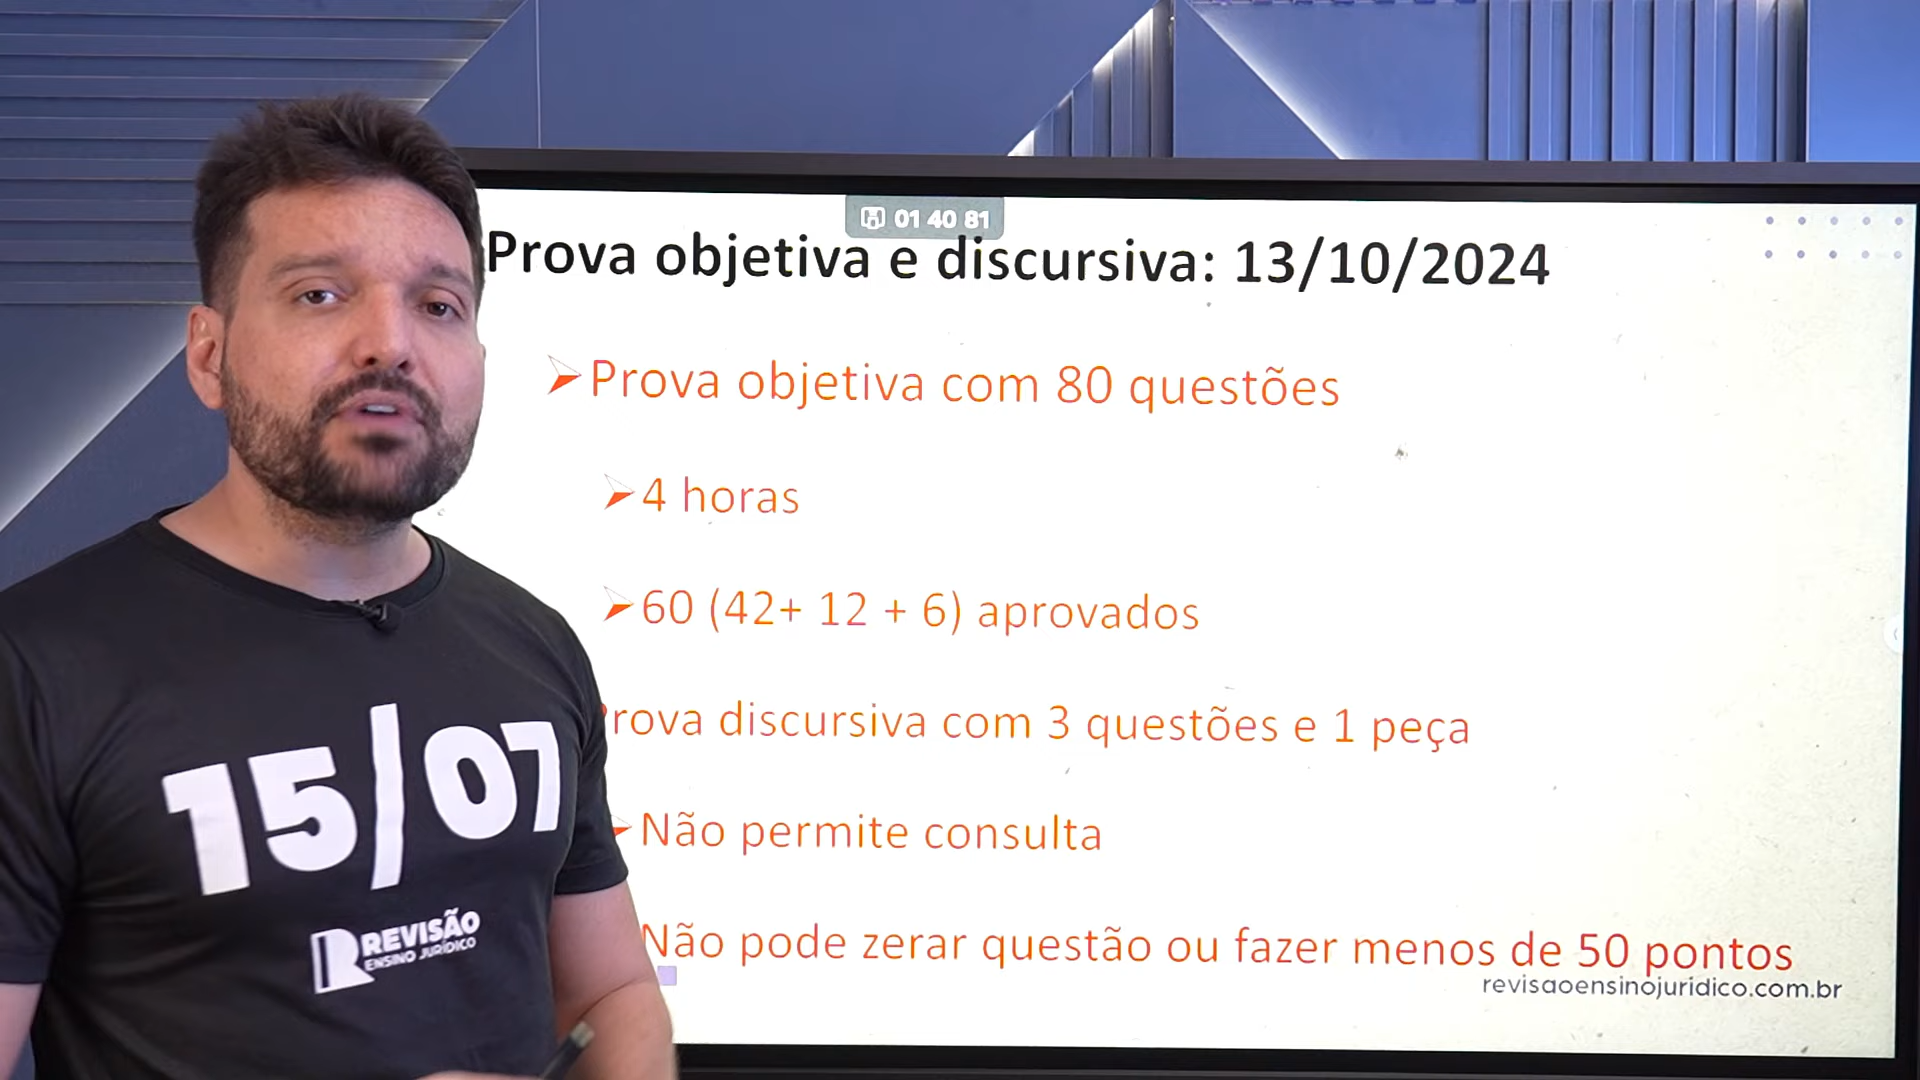 01 40 81
Prova objetiva e discursiva: 13/10/2024
Prova objetiva com 80 questões
4 horas
60 (42+ 12 + 6) aprovados
rova discursiva com 3 questões e 1 peça
Não permite consulta
Não pode zerar questão ou fazer menos de 50 pontos
revisaoensinojuridico.com.br
15/07
REVISÃO
ENSINO JURÍDICO